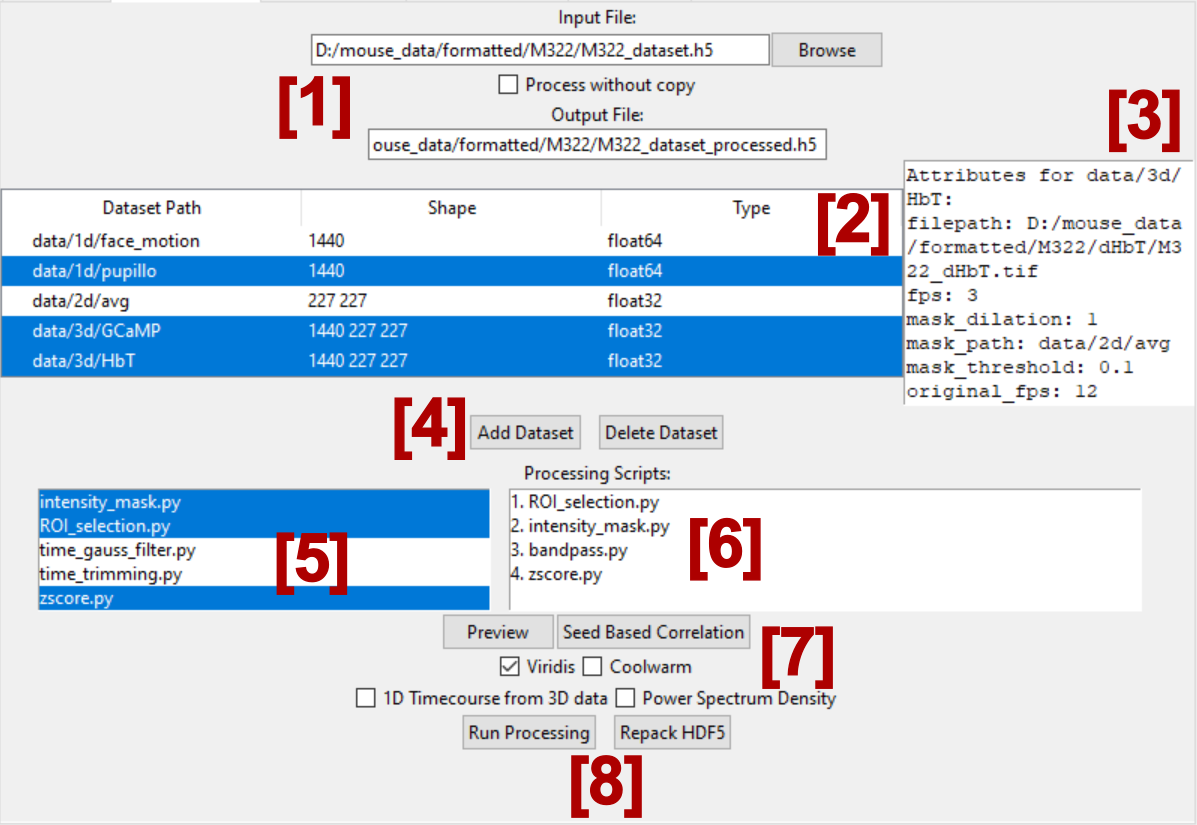 Input File:
D:/mouse_data/formatted/M322/M322_dataset.h5 Browse
[1]
Process without copy
Output File:
ouse_data/formatted/M322/M322_dataset_processed.h5
[3]
Dataset Path Shape Type
[2]
data/1d/face_motion 1440 float64
data/1d/pupillo 1440 float64
data/2d/avg 227 227 float32
data/3d/GCaMP 1440 227 227 float32
data/3d/HbT 1440 227 227 float32
Attributes for data/3d/
HbT:
filepath: D:/mouse_data
/formatted/M322/dHbT/M3
22_dHbT.tif
fps: 3
mask_dilation: 1
mask_path: data/2d/avg
mask_threshold: 0.1
original_fps: 12
[4]
Add Dataset Delete Dataset
Processing Scripts:
intensity_mask.py
ROI_selection.py
time_gauss_filter.py
time_trimming.py
zscore.py
[5]
1. ROI_selection.py
2. intensity_mask.py
3. bandpass.py
4. zscore.py
[6]
Preview Seed Based Correlation
[7]
Viridis Coolwarm
1D Timecourse from 3D data Power Spectrum Density
Run Processing Repack HDF5
[8]